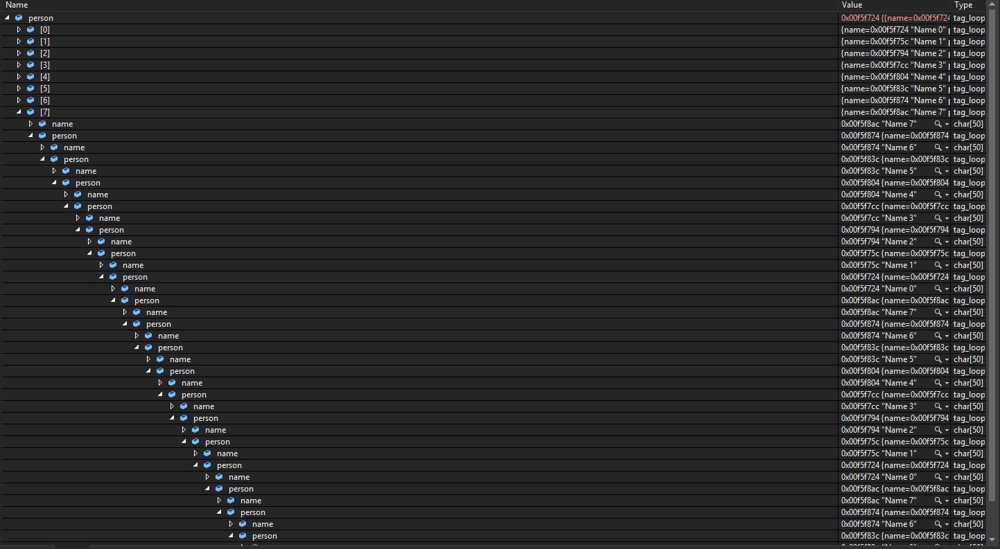 Name Value Type
person 0x00f5f724 {{name=0x00f5f724 tag_loop
[0] {name=0x00f5f724 "Name 0" p tag_loop
[1] {name=0x00f5f75c "Name 1" p tag_loop
[2] {name=0x00f5f794 "Name 2" p tag_loop
[3] {name=0x00f5f7cc "Name 3" p tag_loop
[4] {name=0x00f5f804 "Name 4" p tag_loop
[5] {name=0x00f5f83c "Name 5" p tag_loop
[6] {name=0x00f5f874 "Name 6" p tag_loop
[7] {name=0x00f5f8ac "Name 7" p tag_loop
name 0x00f5f8ac "Name 7" char[50]
person 0x00f5f874 {name=0x00f5f874 tag_loop
name 0x00f5f874 "Name 6" char[50]
person 0x00f5f83c {name=0x00f5f83c tag_loop
name 0x00f5f83c "Name 5" char[50]
person 0x00f5f804 {name=0x00f5f804 tag_loop
name 0x00f5f804 "Name 4" char[50]
person 0x00f5f7cc {name=0x00f5f7cc tag_loop
name 0x00f5f7cc "Name 3" char[50]
person 0x00f5f794 {name=0x00f5f794 tag_loop
name 0x00f5f794 "Name 2" char[50]
person 0x00f5f75c {name=0x00f5f75c tag_loop
name 0x00f5f75c "Name 1" char[50]
person 0x00f5f724 {name=0x00f5f724 tag_loop
name 0x00f5f724 "Name 0" char[50]
person 0x00f5f8ac {name=0x00f5f8ac tag_loop
name 0x00f5f8ac "Name 7" char[50]
person 0x00f5f874 {name=0x00f5f874 tag_loop
name 0x00f5f874 "Name 6" char[50]
person 0x00f5f83c {name=0x00f5f83c tag_loop
name 0x00f5f83c "Name 5" char[50]
person 0x00f5f804 {name=0x00f5f804 tag_loop
name 0x00f5f804 "Name 4" char[50]
person 0x00f5f7cc {name=0x00f5f7cc tag_loop
name 0x00f5f7cc "Name 3" char[50]
person 0x00f5f794 {name=0x00f5f794 tag_loop
name 0x00f5f794 "Name 2" char[50]
person 0x00f5f75c {name=0x00f5f75c tag_loop
name 0x00f5f75c "Name 1" char[50]
person 0x00f5f724 {name=0x00f5f724 tag_loop
name 0x00f5f724 "Name 0" char[50]
person 0x00f5f8ac {name=0x00f5f8ac tag_loop
name 0x00f5f8ac "Name 7" char[50]
person 0x00f5f874 {name=0x00f5f874 tag_loop
name 0x00f5f874 "Name 6" char[50]
person 0x00f5f83c {name=0x00f5f83c tag_loop